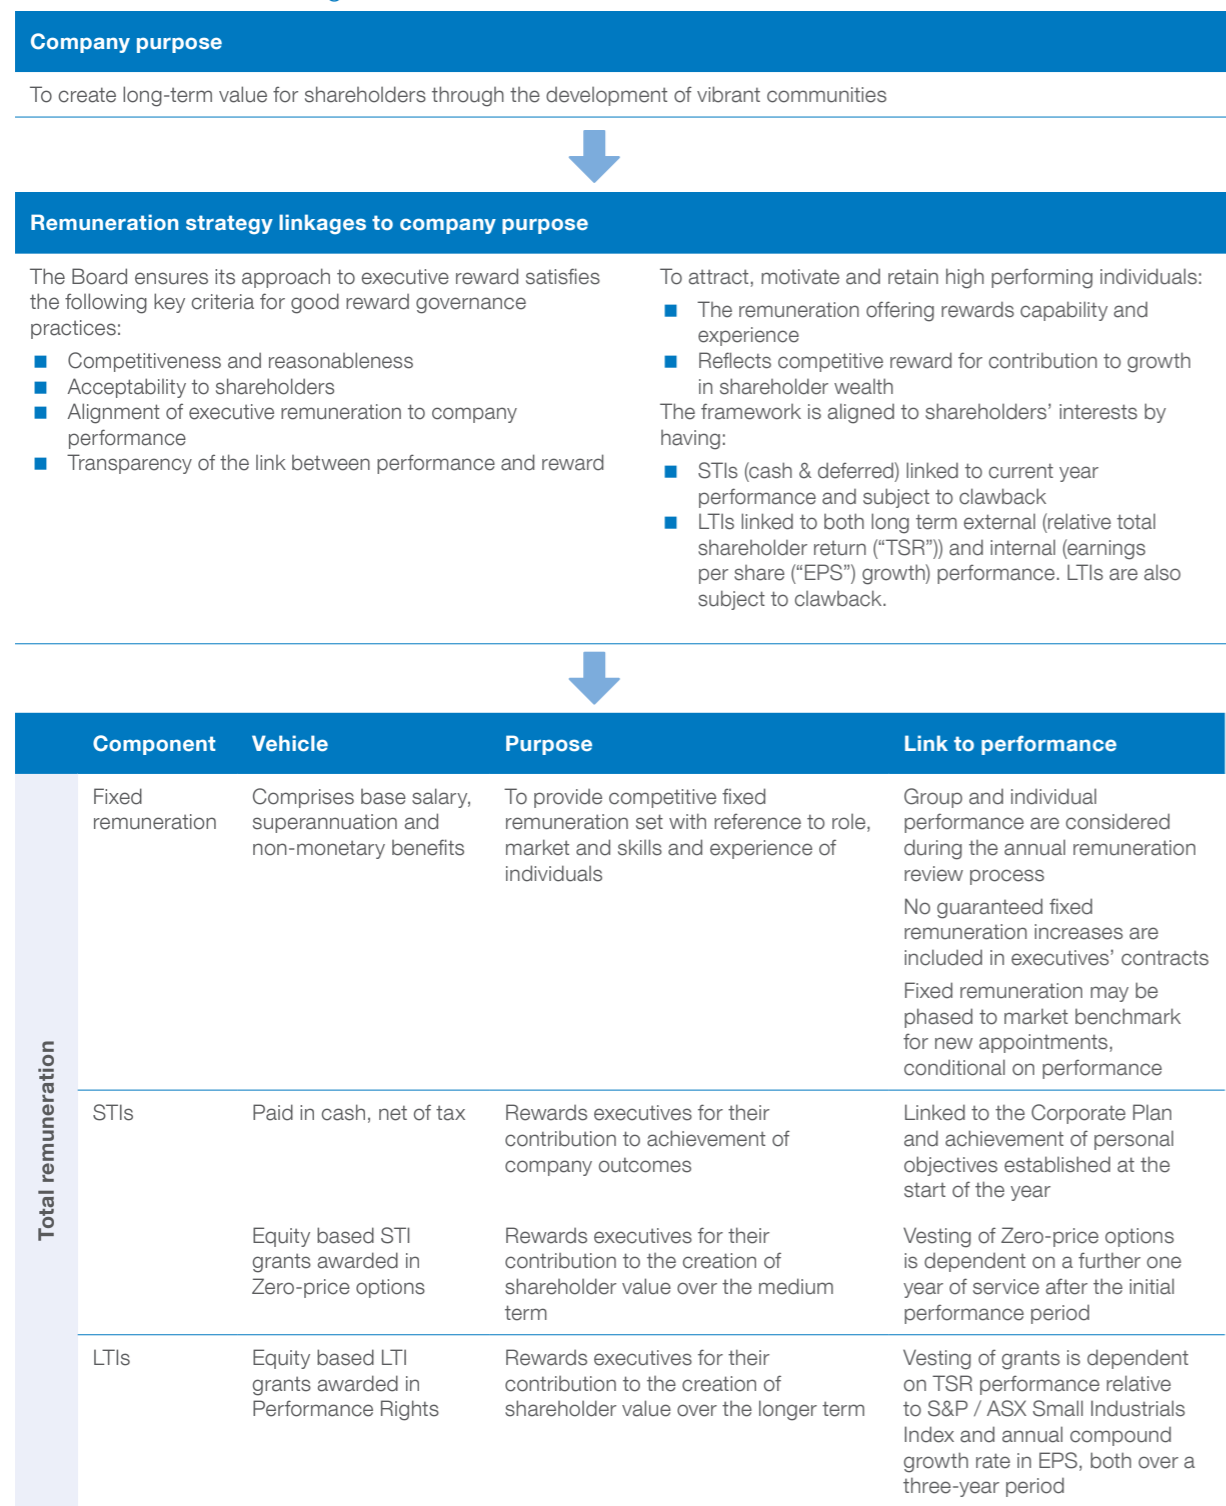 Company purpose
To create long-term value for shareholders through the development of vibrant communities
Remuneration strategy linkages to company purpose
The Board ensures its approach to executive reward satisfies
the following key criteria for good reward governance
practices:
■ Competitiveness and reasonableness
■ Acceptability to shareholders
■ Alignment of executive remuneration to company
performance
■ Transparency of the link between performance and reward
To attract, motivate and retain high performing individuals:
■ The remuneration offering rewards capability and
experience
■ Reflects competitive reward for contribution to growth
in shareholder wealth
The framework is aligned to shareholders’ interests by
having:
■ STIs (cash & deferred) linked to current year
performance and subject to clawback
■ LTIs linked to both long term external (relative total
shareholder return (“TSR”)) and internal (earnings
per share (“EPS”) growth) performance. LTIs are also
subject to clawback.
Component Vehicle Purpose Link to performance
Total remuneration
Fixed
remuneration
Comprises base salary,
superannuation and
non-monetary benefits
To provide competitive fixed
remuneration set with reference to role,
market and skills and experience of
individuals
Group and individual
performance are considered
during the annual remuneration
review process
No guaranteed fixed
remuneration increases are
included in executives’ contracts
Fixed remuneration may be
phased to market benchmark
for new appointments,
conditional on performance
STIs
Paid in cash, net of tax
Rewards executives for their
contribution to achievement of
company outcomes
Linked to the Corporate Plan
and achievement of personal
objectives established at the
start of the year
Equity based STI
grants awarded in
Zero-price options
Rewards executives for their
contribution to the creation of
shareholder value over the medium
term
Vesting of Zero-price options
is dependent on a further one
year of service after the initial
performance period
LTIs
Equity based LTI
grants awarded in
Performance Rights
Rewards executives for their
contribution to the creation of
shareholder value over the longer term
Vesting of grants is dependent
on TSR performance relative
to S&P / ASX Small Industrials
Index and annual compound
growth rate in EPS, both over a
three-year period